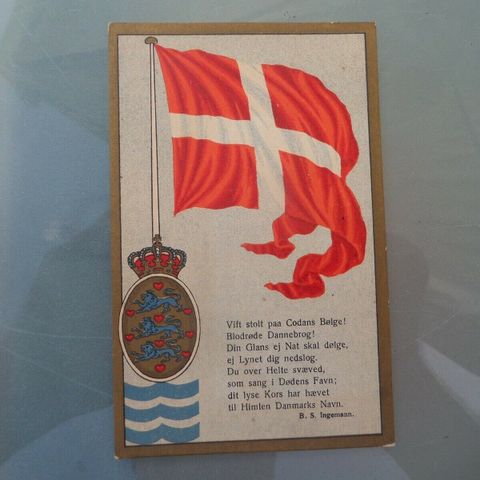 Vift stolt paa Codans Bølge!
Blodrøde Dannebrog!
Din Glans ej Nat skal dølge,
ej Lynet dig nedslog.
Du over Helte svæved,
som sang i Dødens Favn;
dit lyse Kors har hævet
til Himlen Danmarks Navn.
B. S. Ingemann.